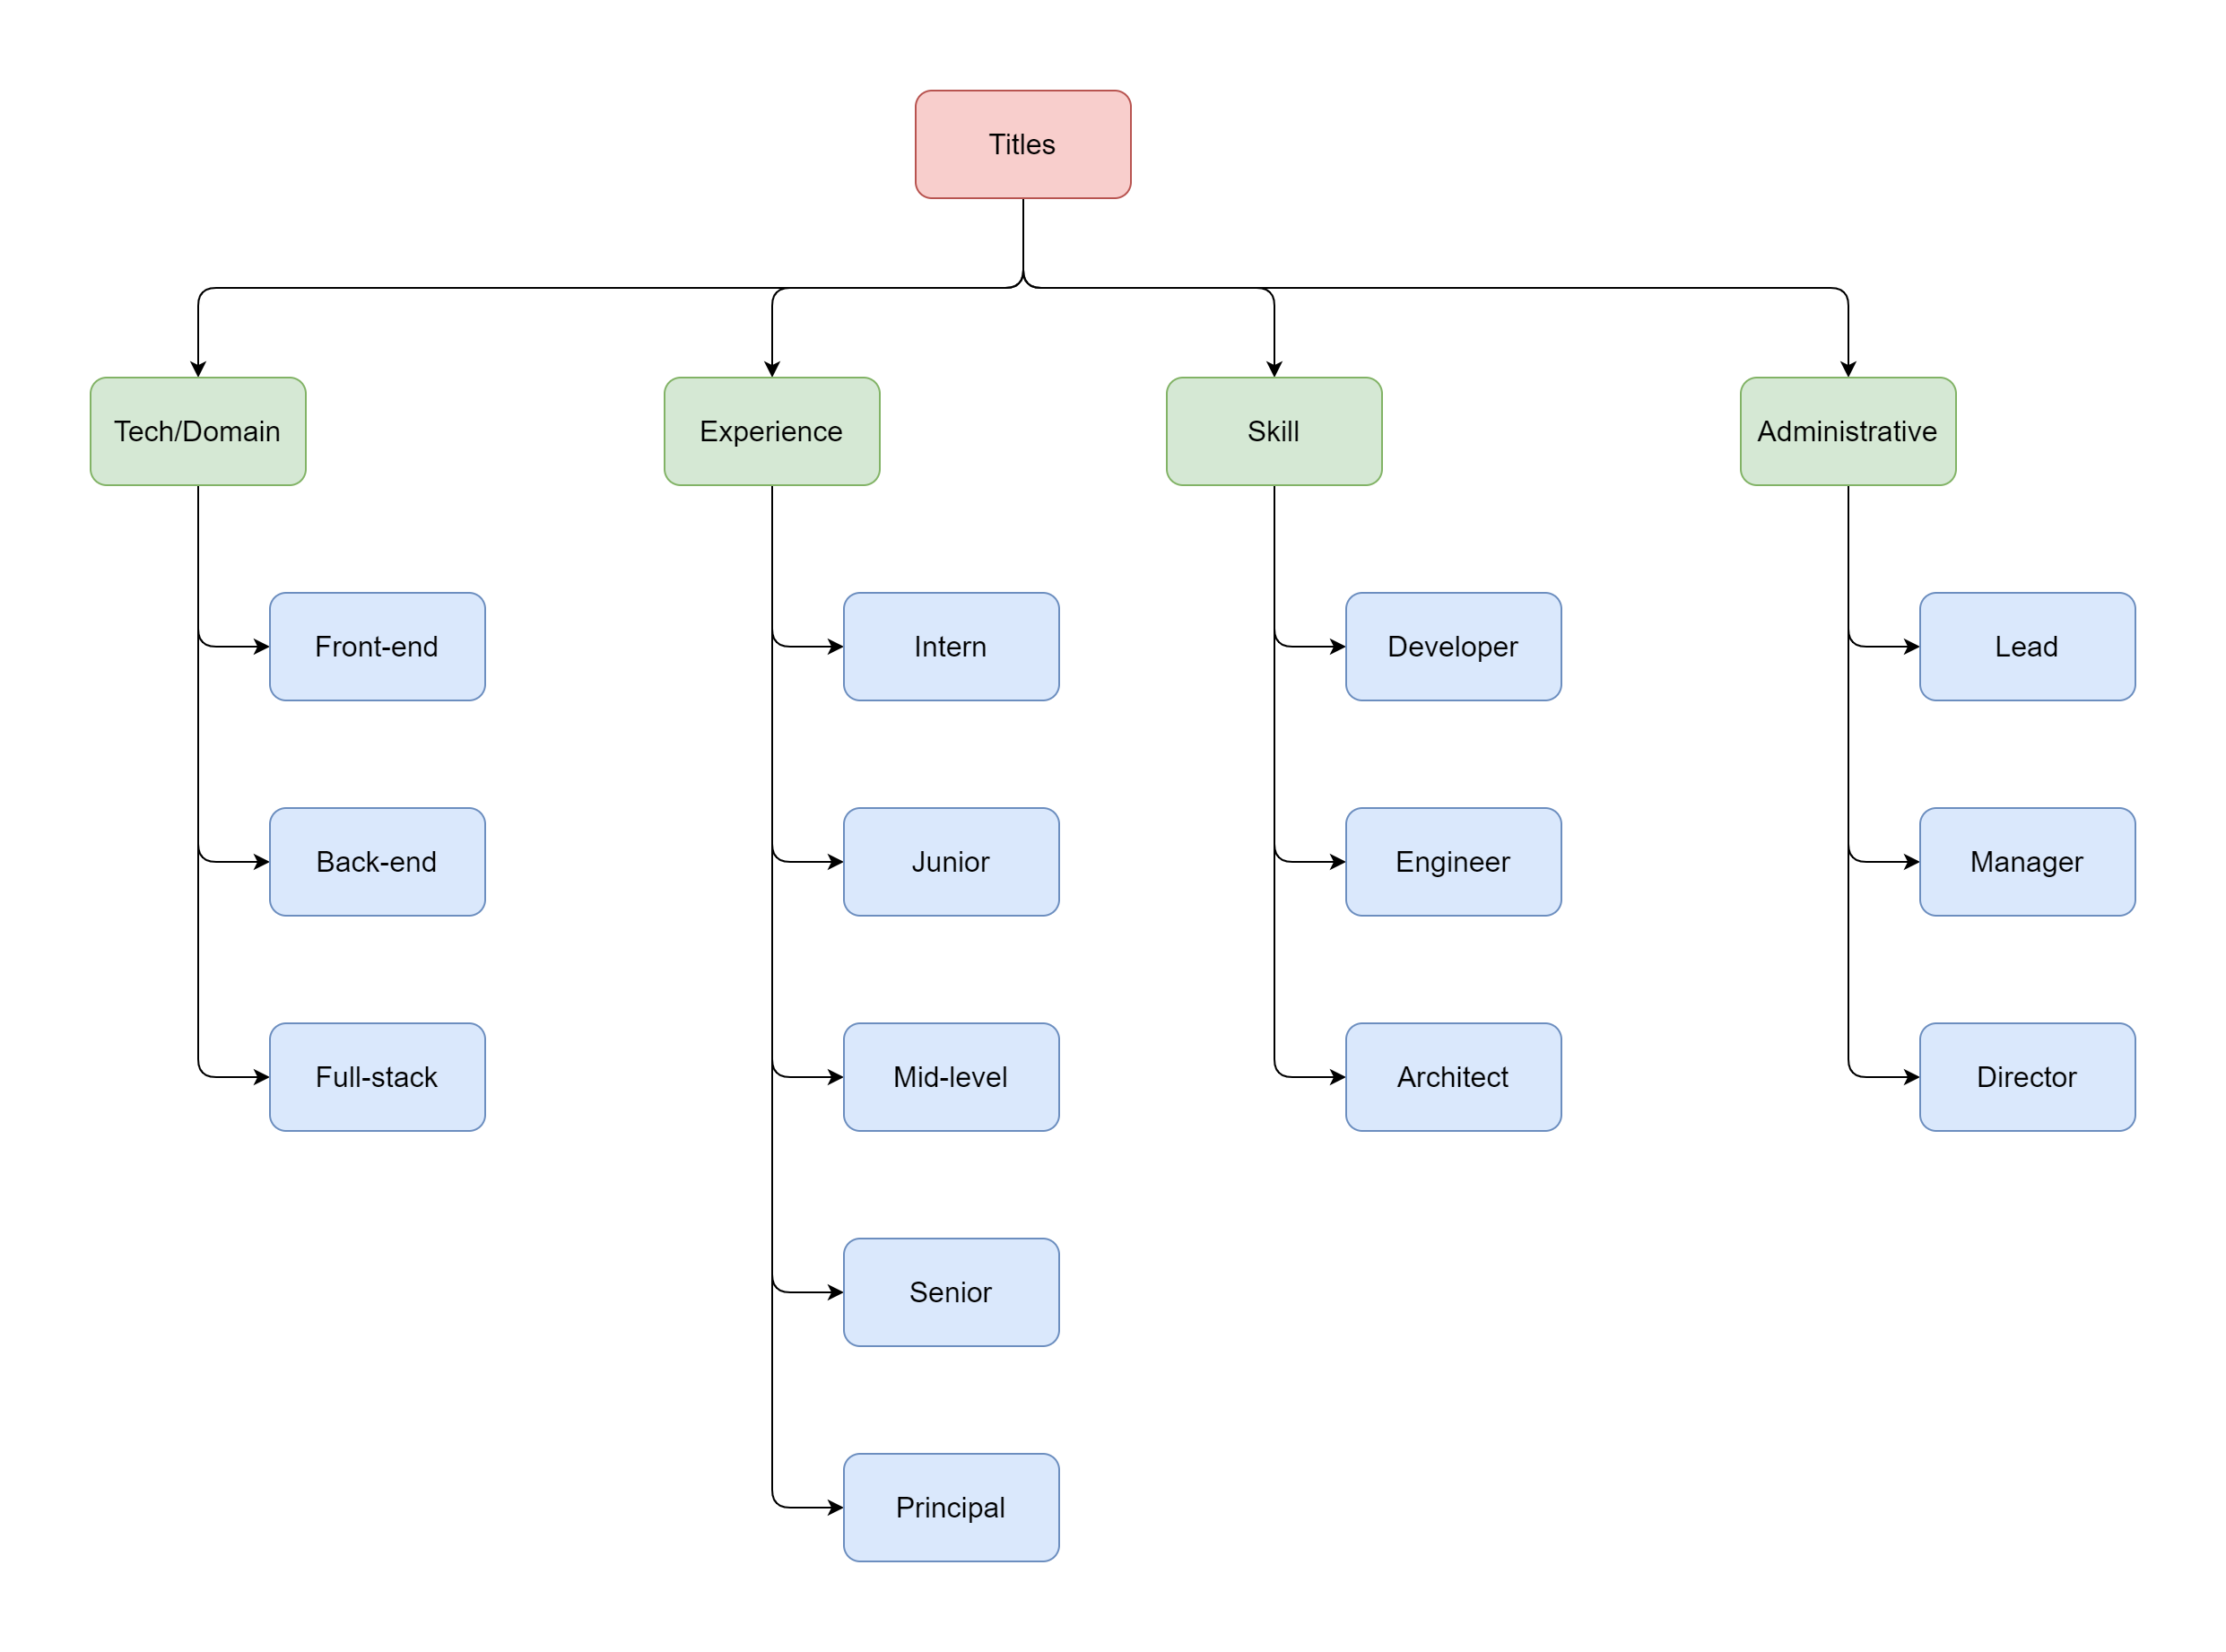 Titles
Tech/Domain
Experience
Skill
Administrative
Front-end
Intern
Developer
Lead
Back-end
Junior
Engineer
Manager
Full-stack
Mid-level
Architect
Director
Senior
Principal